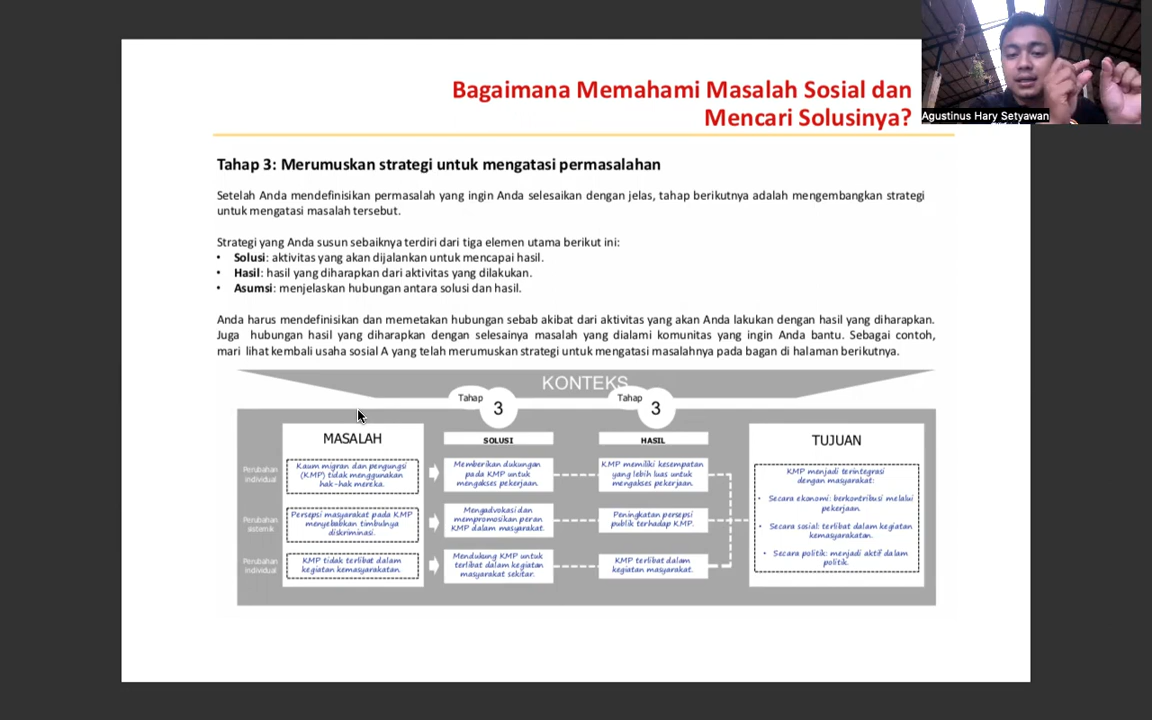 Bagaimana Memahami Masalah Sosial dan
Mencari Solusinya?
Agustinus Hary Setyawan
Tahap 3: Merumuskan strategi untuk mengatasi permasalahan
Setelah Anda mendefinisikan permasalah yang ingin Anda selesaikan dengan jelas, tahap berikutnya adalah mengembangkan strategi
untuk mengatasi masalah tersebut.
Strategi yang Anda susun sebaiknya terdiri dari tiga elemen utama berikut ini:
• Solusi: aktivitas yang akan dijalankan untuk mencapai hasil.
• Hasil: hasil yang diharapkan dari aktivitas yang dilakukan.
• Asumsi: menjelaskan hubungan antara solusi dan hasil.
Anda harus mendefinisikan dan memetakan hubungan sebab akibat dari aktivitas yang akan Anda lakukan dengan hasil yang diharapkan.
Juga hubungan hasil yang diharapkan dengan selesainya masalah yang dialami komunitas yang ingin Anda bantu. Sebagai contoh,
mari lihat kembali usaha sosial A yang telah merumuskan strategi untuk mengatasi masalahnya pada bagan di halaman berikutnya.
KONTEKS
Tahap 3
Tahap 3
MASALAH
Perubahan
individual
Kaum migran dan pengungsi
(KMP) tidak menggunakan
hak-hak mereka.
Perubahan
sistemik
Persepsi masyarakat pada KMP
menyebabkan timbulnya
diskriminasi.
Perubahan
individual
KMP tidak terlibat dalam
kegiatan kemasyarakatan.
SOLUSI
Memberikan dukungan
pada KMP untuk
mengakses pekerjaan.
Mengadvokasi dan
mempromosikan peran
KMP dalam masyarakat.
Mendukung KMP untuk
terlibat dalam kegiatan
masyarakat sekitar.
HASIL
KMP memiliki kesempatan
yang lebih luas untuk
mengakses pekerjaan.
Peningkatan persepsi
publik terhadap KMP.
KMP terlibat dalam
kegiatan masyarakat.
TUJUAN
KMP menjadi terintegrasi
dengan masyarakat:
• Secara ekonomi: berkontribusi melalui
pekerjaan.
• Secara sosial: terlibat dalam kegiatan
kemasyarakatan.
• Secara politik: menjadi aktif dalam
politik.